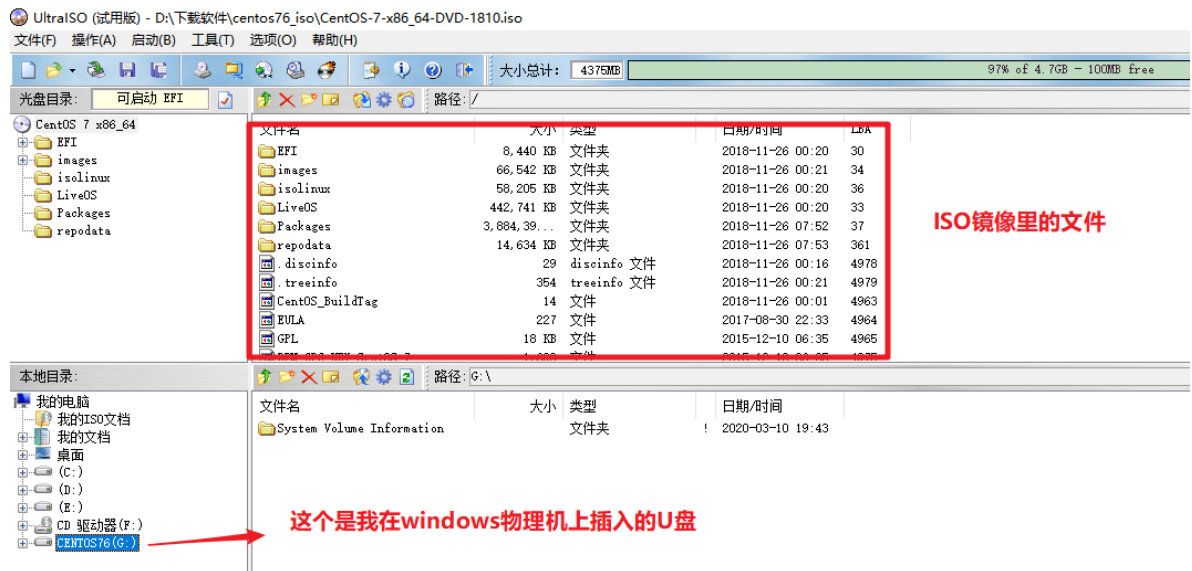 UltraISO (试用版) - D:\下载软件\centos76_iso\CentOS-7-x86_64-DVD-1810.iso
文件(F) 操作(A) 启动(B) 工具(T) 选项(O) 帮助(H)
大小总计: 4375MB 97% of 4.7GB - 100MB free
光盘目录: 可启动 EFI 路径: /
CentOS 7 x86_64
EFI
images
isolinux
LiveOS
Packages
repodata
文件名 大小 类型 日期/时间 LBA
EFI 8,440 KB 文件夹 2018-11-26 00:20 30
images 66,542 KB 文件夹 2018-11-26 00:21 34
isolinux 58,205 KB 文件夹 2018-11-26 00:20 36
LiveOS 442,741 KB 文件夹 2018-11-26 00:20 33
Packages 3,884,39... 文件夹 2018-11-26 07:52 37
repodata 14,634 KB 文件夹 2018-11-26 07:53 361
.discinfo 29 discinfo 文件 2018-11-26 00:16 4978
.treeinfo 354 treeinfo 文件 2018-11-26 00:21 4979
CentOS_BuildTag 14 文件 2018-11-26 00:01 4963
EULA 227 文件 2017-08-30 22:33 4964
GPL 18 KB 文件 2015-12-10 06:35 4965
ISO镜像里的文件
本地目录: 路径: G:\
我的电脑
我的ISO文档
我的文档
桌面
(C:)
(D:)
(E:)
CD 驱动器(F:)
CENTOS76(G:)
文件名 大小 类型 日期/时间
System Volume Information 文件夹 ! 2020-03-10 19:43
这个是我在windows物理机上插入的U盘